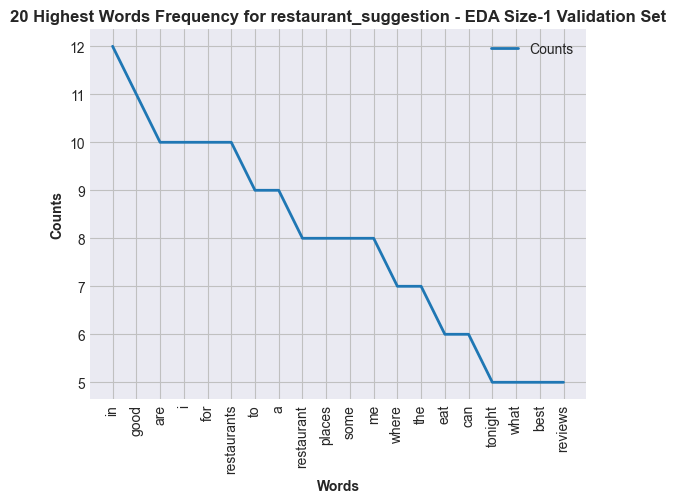 20 Highest Words Frequency for restaurant_suggestion - EDA Size-1 Validation Set
Counts
12
11
10
9
8
7
6
5
Counts
in
good
are
i
for
restaurants
to
a
restaurant
places
some
me
where
the
eat
can
tonight
what
best
reviews
Words